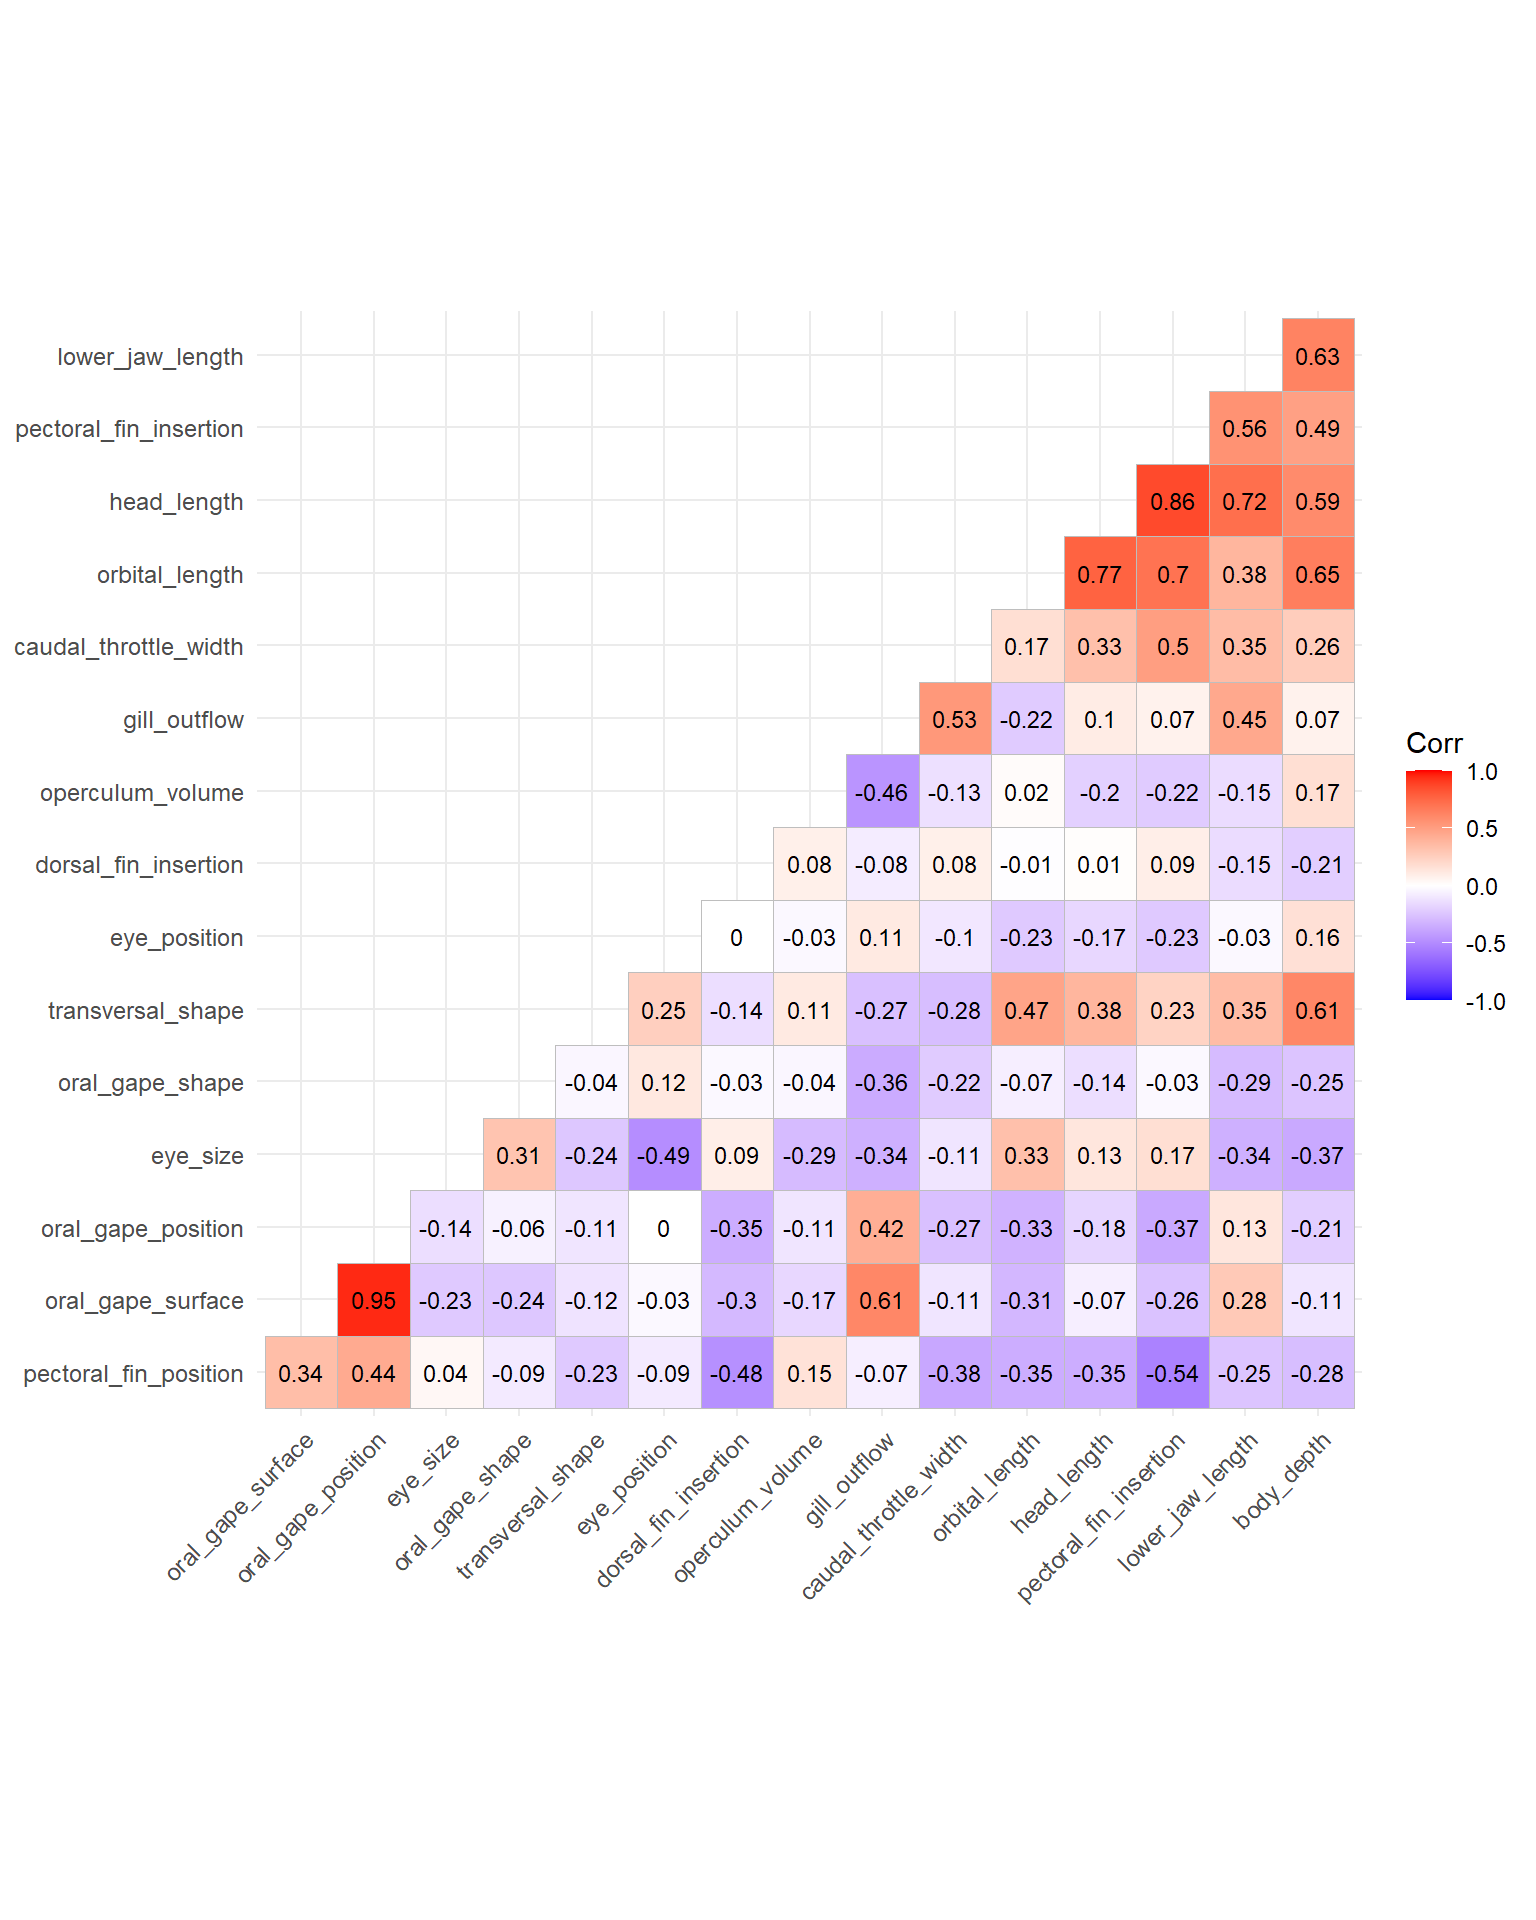 lower_jaw_length 0.63
pectoral_fin_insertion 0.56 0.49
head_length 0.86 0.72 0.59
orbital_length 0.77 0.7 0.38 0.65
caudal_throttle_width 0.17 0.33 0.5 0.35 0.26
gill_outflow 0.53 -0.22 0.1 0.07 0.45 0.07
operculum_volume -0.46 -0.13 0.02 -0.2 -0.22 -0.15 0.17
dorsal_fin_insertion 0.08 -0.08 0.08 -0.01 0.01 0.09 -0.15 -0.21
eye_position 0 -0.03 0.11 -0.1 -0.23 -0.17 -0.23 -0.03 0.16
transversal_shape 0.25 -0.14 0.11 -0.27 -0.28 0.47 0.38 0.23 0.35 0.61
oral_gape_shape -0.04 0.12 -0.03 -0.04 -0.36 -0.22 -0.07 -0.14 -0.03 -0.29 -0.25
eye_size 0.31 -0.24 -0.49 0.09 -0.29 -0.34 -0.11 0.33 0.13 0.17 -0.34 -0.37
oral_gape_position -0.14 -0.06 -0.11 0 -0.35 -0.11 0.42 -0.27 -0.33 -0.18 -0.37 0.13 -0.21
oral_gape_surface 0.95 -0.23 -0.24 -0.12 -0.03 -0.3 -0.17 0.61 -0.11 -0.31 -0.07 -0.26 0.28 -0.11
pectoral_fin_position 0.34 0.44 0.04 -0.09 -0.23 -0.09 -0.48 0.15 -0.07 -0.38 -0.35 -0.35 -0.54 -0.25 -0.28
oral_gape_surface
oral_gape_position
eye_size
oral_gape_shape
transversal_shape
eye_position
dorsal_fin_insertion
operculum_volume
gill_outflow
caudal_throttle_width
orbital_length
head_length
pectoral_fin_insertion
lower_jaw_length
body_depth
Corr
1.0
0.5
0.0
-0.5
-1.0